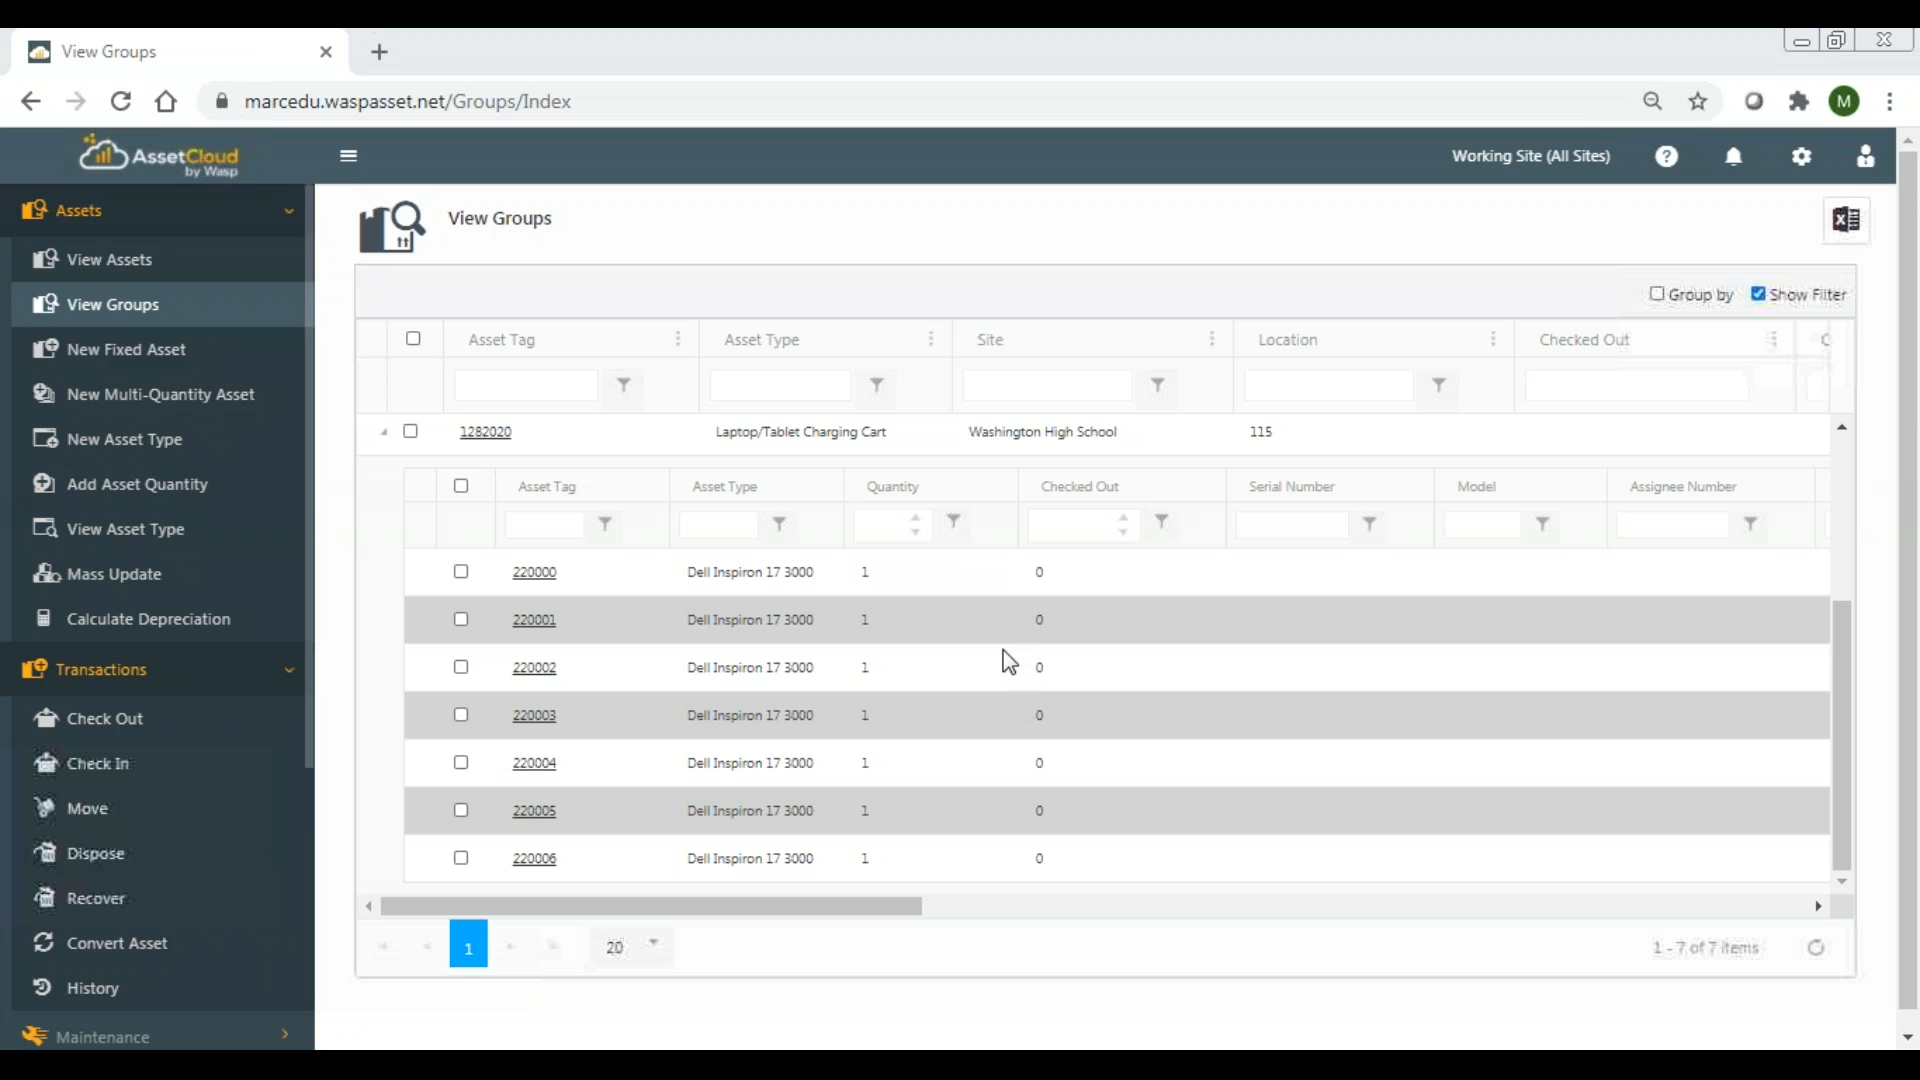 View Groups
marcedu.waspasset.net/Groups/Index
M
AssetCloud
by Wasp
Working Site (All Sites)
Assets
View Assets
View Groups
New Fixed Asset
New Multi-Quantity Asset
New Asset Type
Add Asset Quantity
View Asset Type
Mass Update
Calculate Depreciation
Transactions
Check Out
Check In
Move
Dispose
Recover
Convert Asset
History
Maintenance
View Groups
Group by Show Filter
Asset Tag Asset Type Site Location Checked Out
1282020 Laptop/Tablet Charging Cart Washington High School 115
Asset Tag Asset Type Quantity Checked Out Serial Number Model Assignee Number
220000 Dell Inspiron 17 3000 1 0
220001 Dell Inspiron 17 3000 1 0
220002 Dell Inspiron 17 3000 1 0
220003 Dell Inspiron 17 3000 1 0
220004 Dell Inspiron 17 3000 1 0
220005 Dell Inspiron 17 3000 1 0
220006 Dell Inspiron 17 3000 1 0
1 20 1 - 7 of 7 items